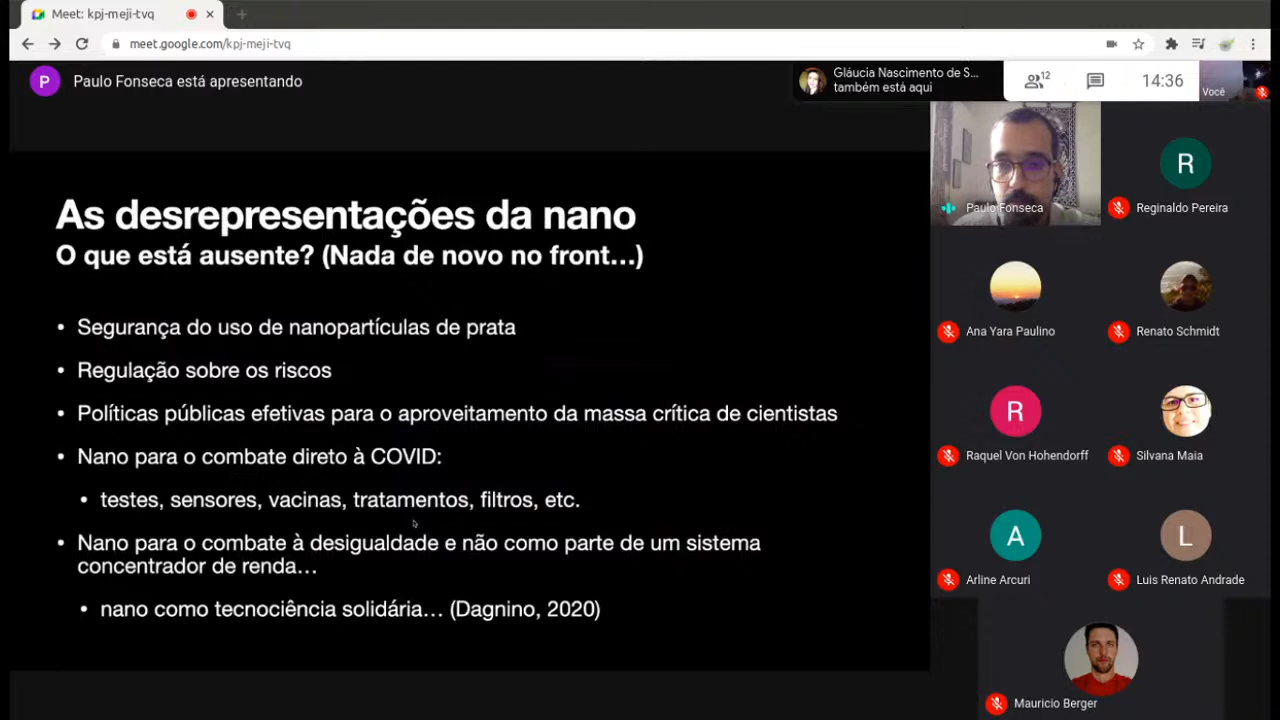 Meet: kpj-meji-tvq
meet.google.com/kpj-meji-tvq
P
Paulo Fonseca está apresentando
Gláucia Nascimento de S...
também está aqui
12
14:36
Você
As desrepresentações da nano
O que está ausente? (Nada de novo no front...)
• Segurança do uso de nanopartículas de prata
• Regulação sobre os riscos
• Políticas públicas efetivas para o aproveitamento da massa crítica de cientistas
• Nano para o combate direto à COVID:
• testes, sensores, vacinas, tratamentos, filtros, etc.
• Nano para o combate à desigualdade e não como parte de um sistema
concentrador de renda...
• nano como tecnociência solidária... (Dagnino, 2020)
Paulo Fonseca
R
Reginaldo Pereira
Ana Yara Paulino
Renato Schmidt
R
Raquel Von Hohendorff
Silvana Maia
A
Arline Arcuri
L
Luis Renato Andrade
Mauricio Berger